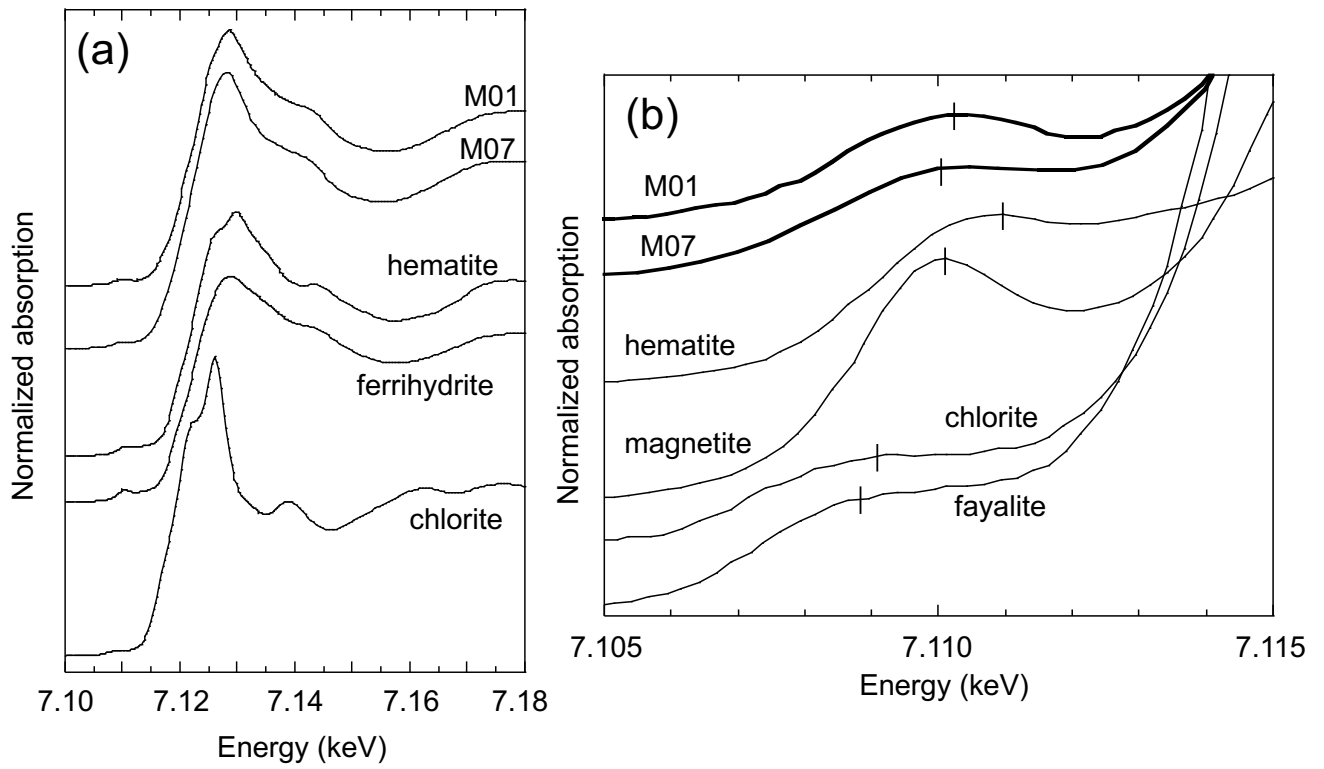 (a)
M01
M07
hematite
ferrihydrite
chlorite
Normalized absorption
7.10 7.12 7.14 7.16 7.18
Energy (keV)
(b)
M01
M07
hematite
magnetite
chlorite
fayalite
Normalized absorption
7.105 7.110 7.115
Energy (keV)